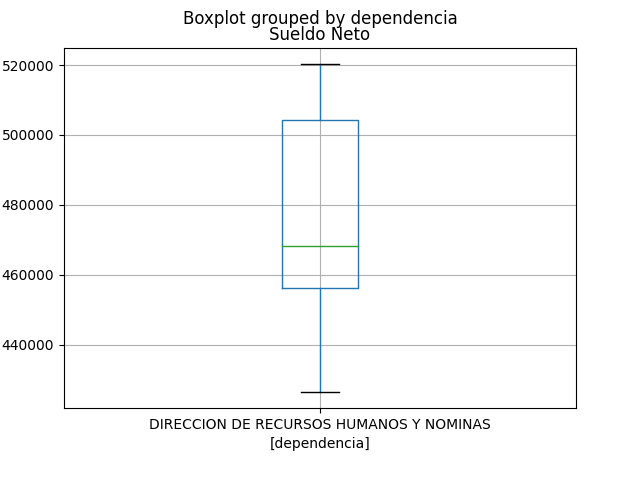 Boxplot grouped by dependencia
Sueldo Neto
520000
500000
480000
460000
440000
DIRECCION DE RECURSOS HUMANOS Y NOMINAS
[dependencia]